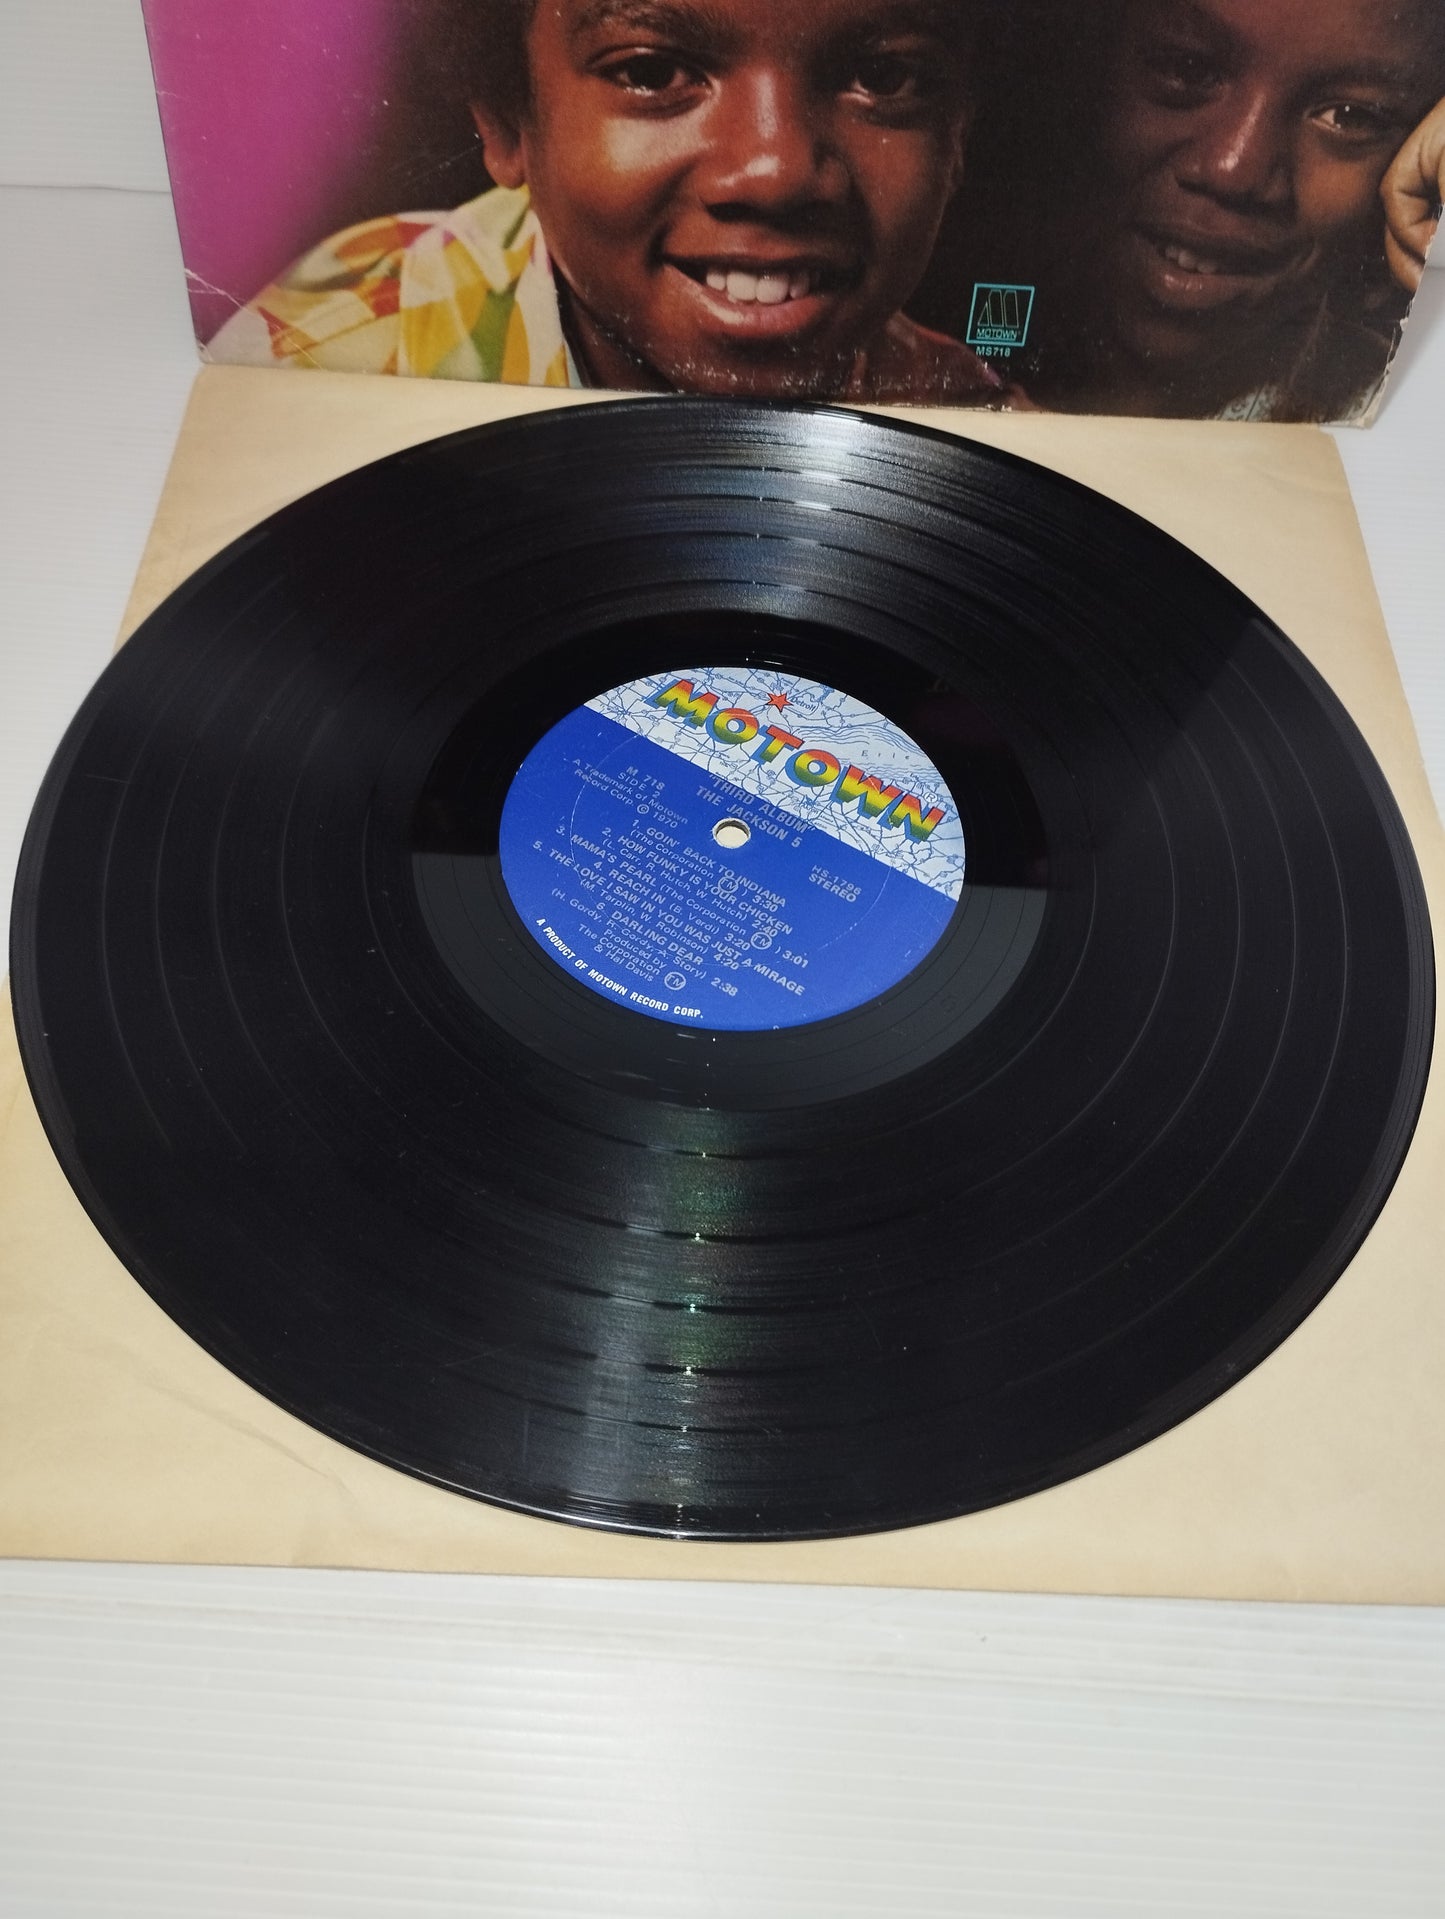 MOTOWN®
MS718
Detroit
Erie
MOTOWN
"THIRD ALBUM"
THE JACKSON 5
M 718
SIDE 2
A Trademark of Motown
Record Corp. © 1970
HS-1796
STEREO
1. GOIN' BACK TO INDIANA
(The Corporation TM) 3:30
2. HOW FUNKY IS YOUR CHICKEN
(L. Carr, R. Hutch, W. Hutch) 2:40
3. MAMA'S PEARL (The Corporation TM) 3:01
4. REACH IN (B. Verdi) 3:20
5. THE LOVE I SAW IN YOU WAS JUST A MIRAGE
(M. Tarplin, W. Robinson) 4:20
6. DARLING DEAR
(H. Gordy, R. Gordy, A. Story) 2:38
Produced by
The Corporation TM
& Hal Davis
A PRODUCT OF MOTOWN RECORD CORP.